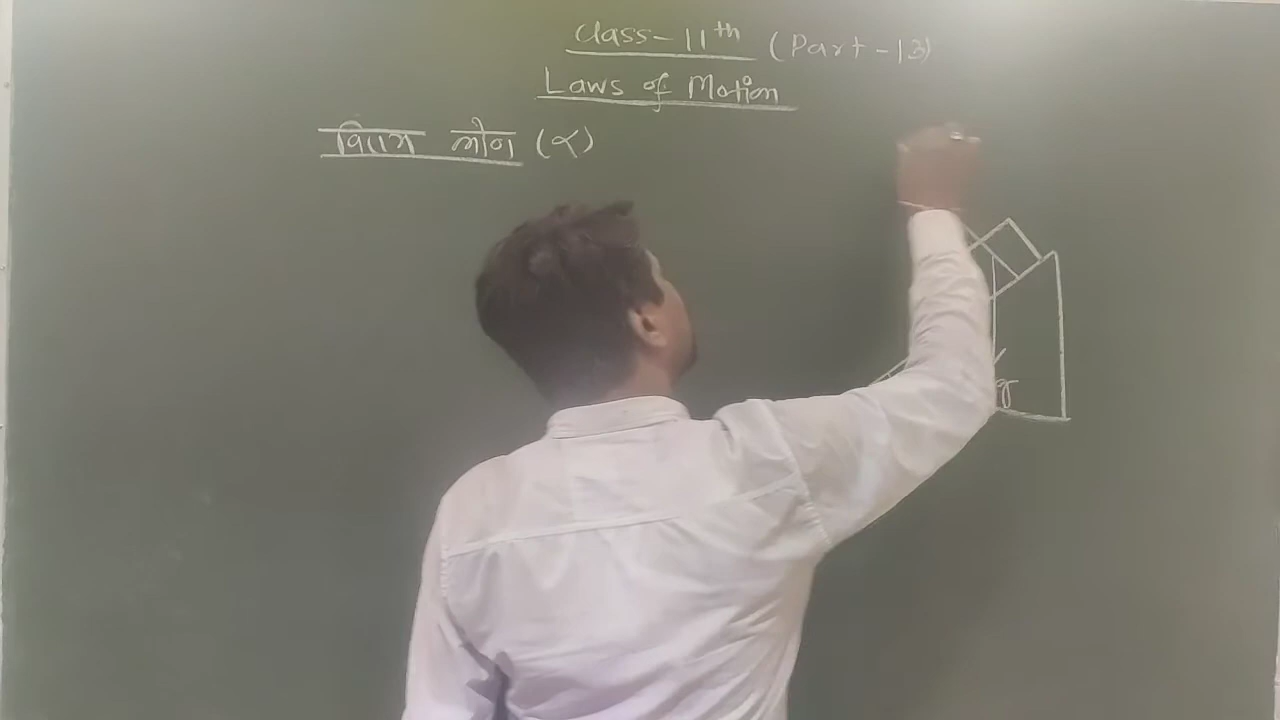 Class-11th (Part-13)
Laws of Motion
विराम कोण (α)
g